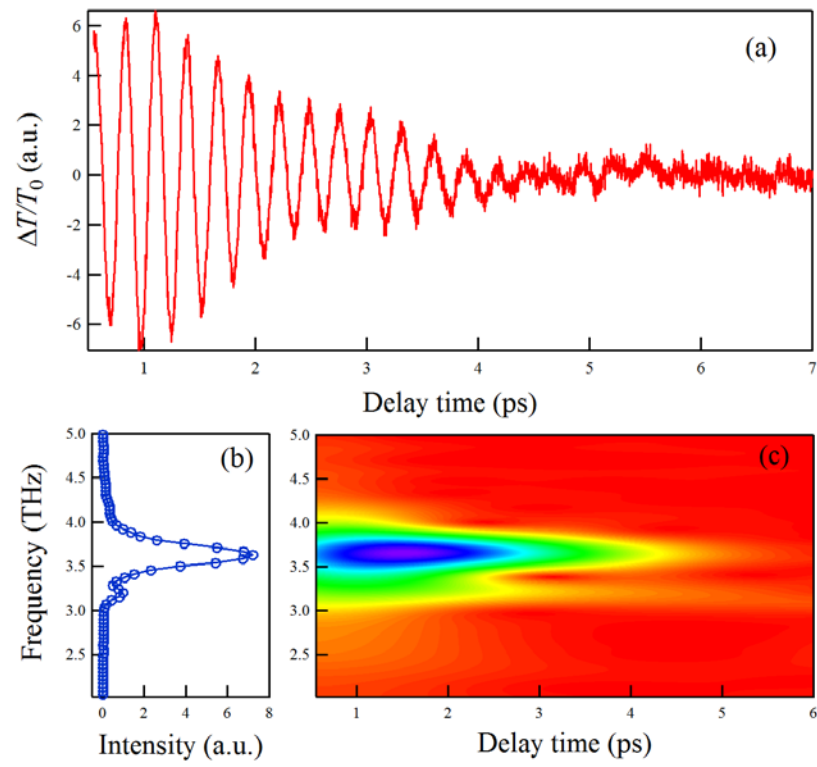 (a)
6
4
2
0
-2
-4
-6
ΔT/T₀ (a.u.)
1 2 3 4 5 6 7
Delay time (ps)
(b)
5.0
4.5
4.0
3.5
3.0
2.5
Frequency (THz)
0 2 4 6 8
Intensity (a.u.)
(c)
5.0
4.5
4.0
3.5
3.0
2.5
1 2 3 4 5 6
Delay time (ps)